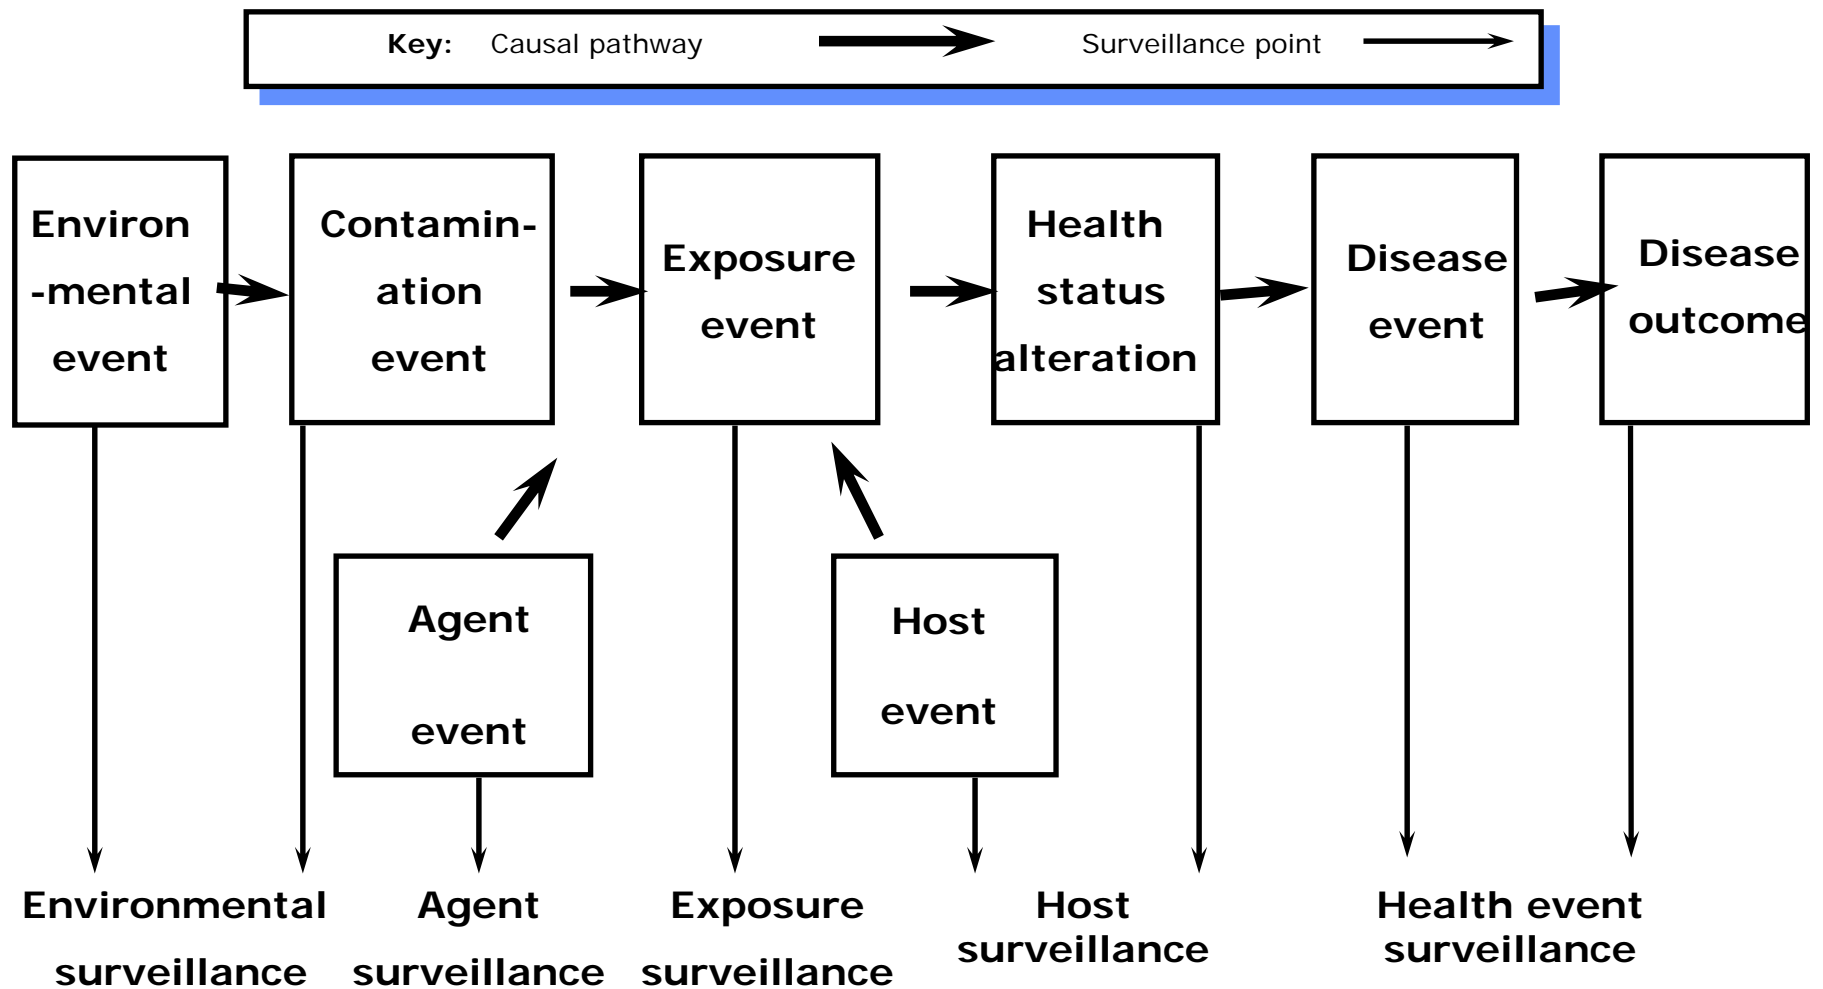 Key: Causal pathway Surveillance point
Environ
-mental
event
Contamin-
ation
event
Exposure
event
Health
status
alteration
Disease
event
Disease
outcome
Agent
event
Host
event
Environmental
surveillance
Agent
surveillance
Exposure
surveillance
Host
surveillance
Health event
surveillance